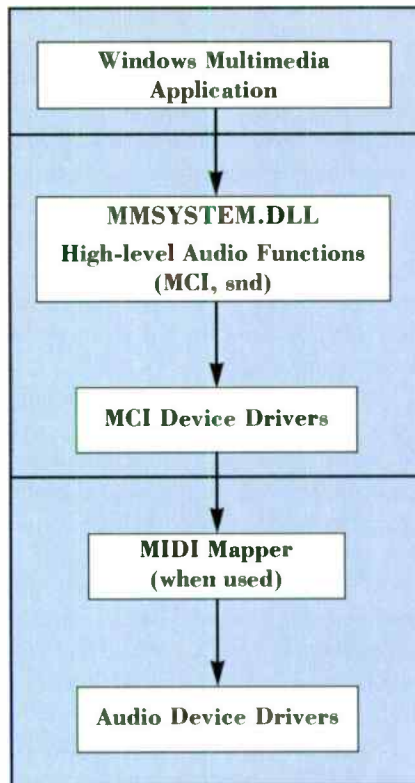 Windows Multimedia
Application
MMSYSTEM.DLL
High-level Audio Functions
(MCI, snd)
MCI Device Drivers
MIDI Mapper
(when used)
Audio Device Drivers